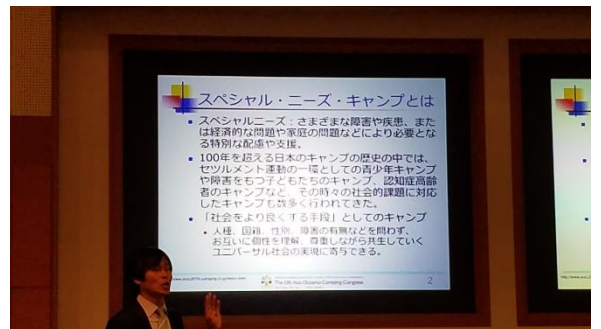 スペシャル・ニーズ・キャンプとは
スペシャルニーズ：さまざまな障害や疾患、また
は経済的な問題や家庭の問題などにより必要とな
る特別な配慮や支援。
100年を超える日本のキャンプの歴史の中では、
セツルメント運動の一環としての青少年キャンプ
や障害をもつ子どもたちのキャンプ、認知症高齢
者のキャンプなど、その時々の社会的課題に対応
したキャンプも数多く行われてきた。
「社会をより良くする手段」としてのキャンプ
人種、国籍、性別、障害の有無などを問わず、
お互いに個性を理解、尊重しながら共生していく
ユニバーサル社会の実現に寄与できる。
The 5th Asia Oceania Camping Congress
2